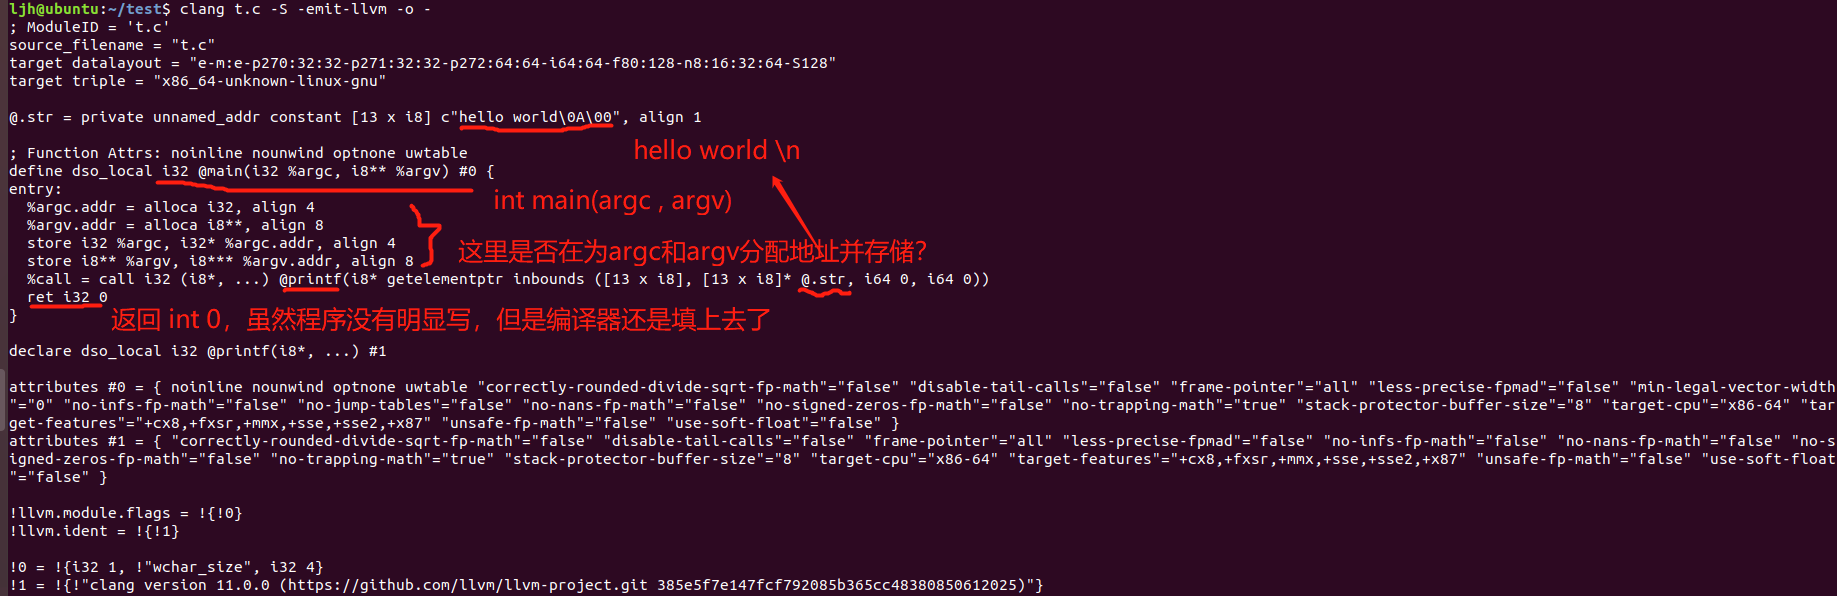 ljh@ubuntu:~/test$ clang t.c -S -emit-llvm -o -
; ModuleID = 't.c'
source_filename = "t.c"
target datalayout = "e-m:e-p270:32:32-p271:32:32-p272:64:64-i64:64-f80:128-n8:16:32:64-S128"
target triple = "x86_64-unknown-linux-gnu"
@.str = private unnamed_addr constant [13 x i8] c"hello world\0A\00", align 1
hello world \n
; Function Attrs: noinline nounwind optnone uwtable
define dso_local i32 @main(i32 %argc, i8** %argv) #0 {
entry:
int main(argc , argv)
%argc.addr = alloca i32, align 4
%argv.addr = alloca i8**, align 8
store i32 %argc, i32* %argc.addr, align 4
这里是否在为argc和argv分配地址并存储？
store i8** %argv, i8*** %argv.addr, align 8
%call = call i32 (i8*, ...) @printf(i8* getelementptr inbounds ([13 x i8], [13 x i8]* @.str, i64 0, i64 0))
ret i32 0
}
返回 int 0，虽然程序没有明显写，但是编译器还是填上去了
declare dso_local i32 @printf(i8*, ...) #1
attributes #0 = { noinline nounwind optnone uwtable "correctly-rounded-divide-sqrt-fp-math"="false" "disable-tail-calls"="false" "frame-pointer"="all" "less-precise-fpmad"="false" "min-legal-vector-width
"="0" "no-infs-fp-math"="false" "no-jump-tables"="false" "no-nans-fp-math"="false" "no-signed-zeros-fp-math"="false" "no-trapping-math"="true" "stack-protector-buffer-size"="8" "target-cpu"="x86-64" "tar
get-features"="+cx8,+fxsr,+mmx,+sse,+sse2,+x87" "unsafe-fp-math"="false" "use-soft-float"="false" }
attributes #1 = { "correctly-rounded-divide-sqrt-fp-math"="false" "disable-tail-calls"="false" "frame-pointer"="all" "less-precise-fpmad"="false" "no-infs-fp-math"="false" "no-nans-fp-math"="false" "no-s
igned-zeros-fp-math"="false" "no-trapping-math"="true" "stack-protector-buffer-size"="8" "target-cpu"="x86-64" "target-features"="+cx8,+fxsr,+mmx,+sse,+sse2,+x87" "unsafe-fp-math"="false" "use-soft-float
"="false" }
!llvm.module.flags = !{!0}
!llvm.ident = !{!1}
!0 = !{i32 1, !"wchar_size", i32 4}
!1 = !{!"clang version 11.0.0 (https://github.com/llvm/llvm-project.git 385e5f7e147fcf792085b365cc48380850612025)"}